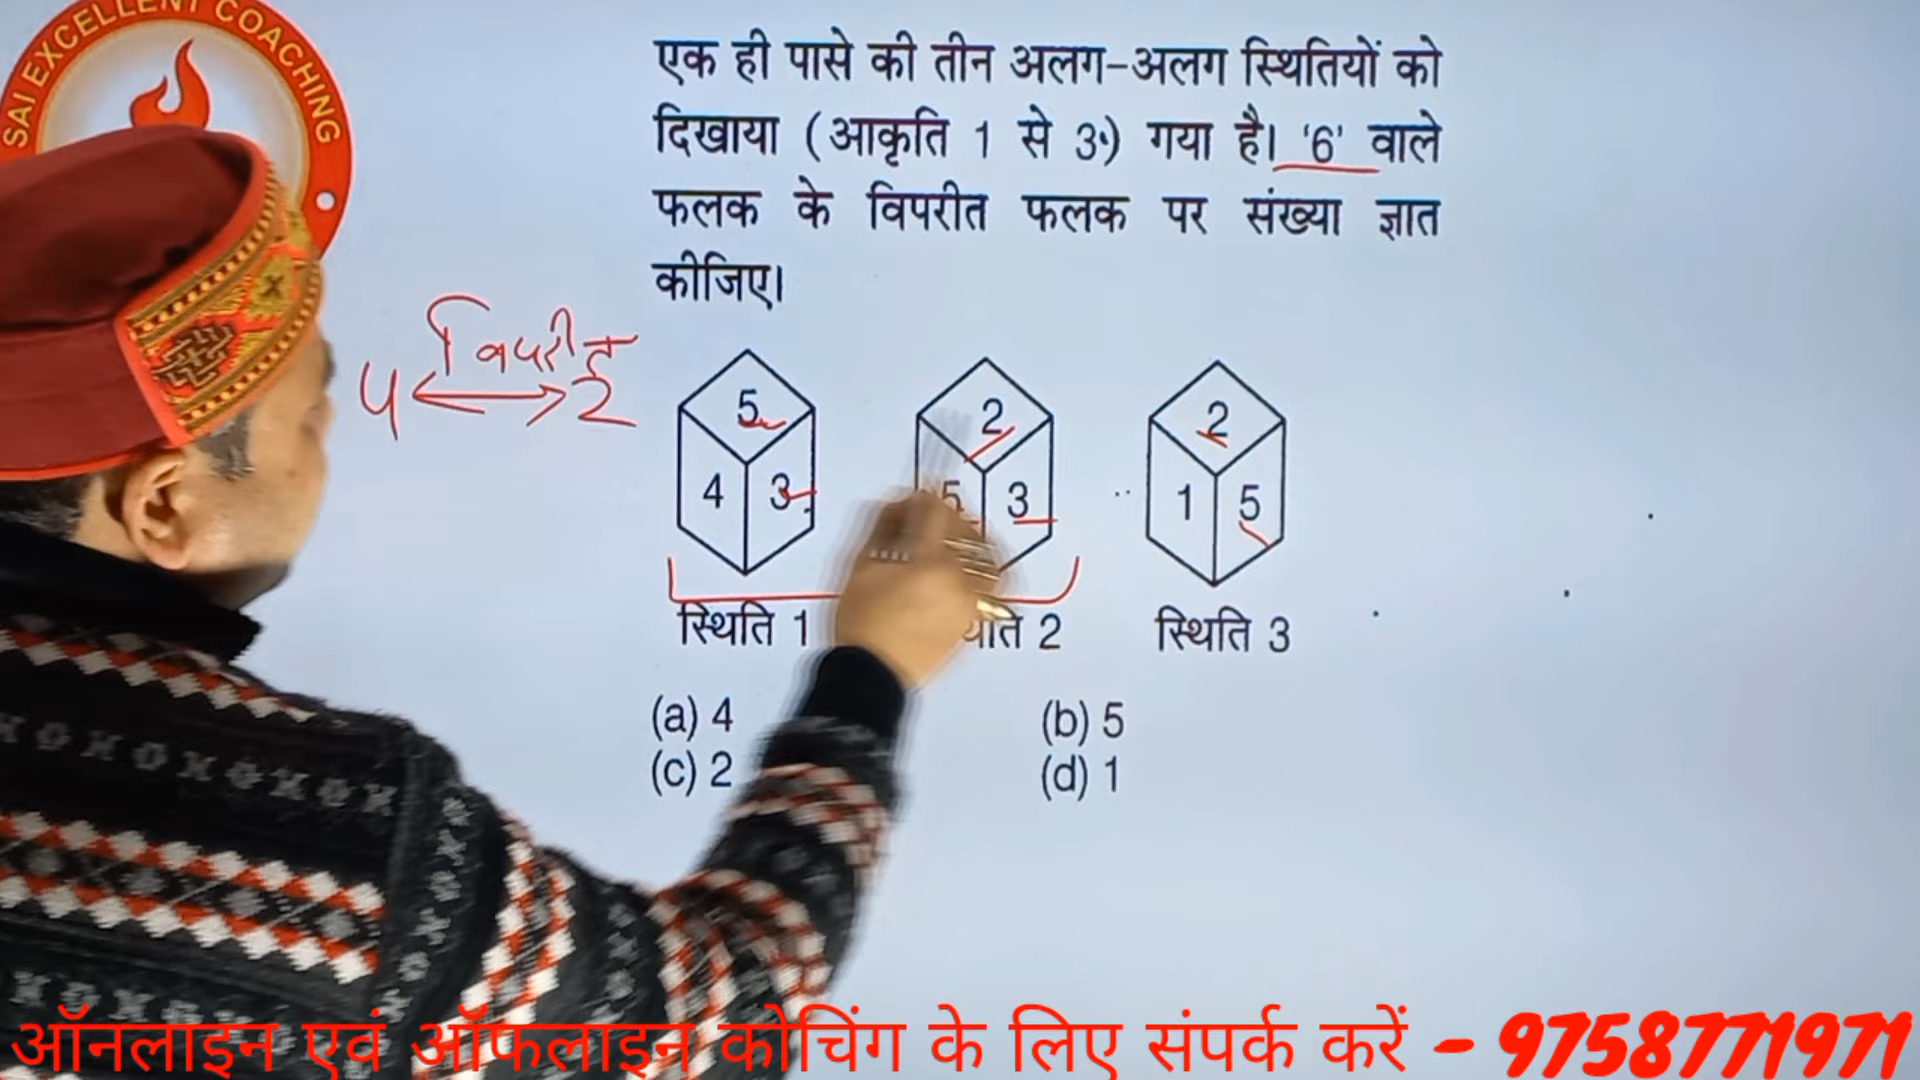 SAI EXCELLENT COACHING
एक ही पासे की तीन अलग-अलग स्थितियों को
दिखाया (आकृति 1 से 3) गया है। '6' वाले
फलक के विपरीत फलक पर संख्या ज्ञात
कीजिए।
4 विपरीत 2
5 2 2
4 3 5 3 1 5
स्थिति 1 2 स्थिति 3
(a) 4 (b) 5
(c) 2 (d) 1
ऑनलाइन एवं ऑफलाइन कोचिंग के लिए संपर्क करें - 9758771971